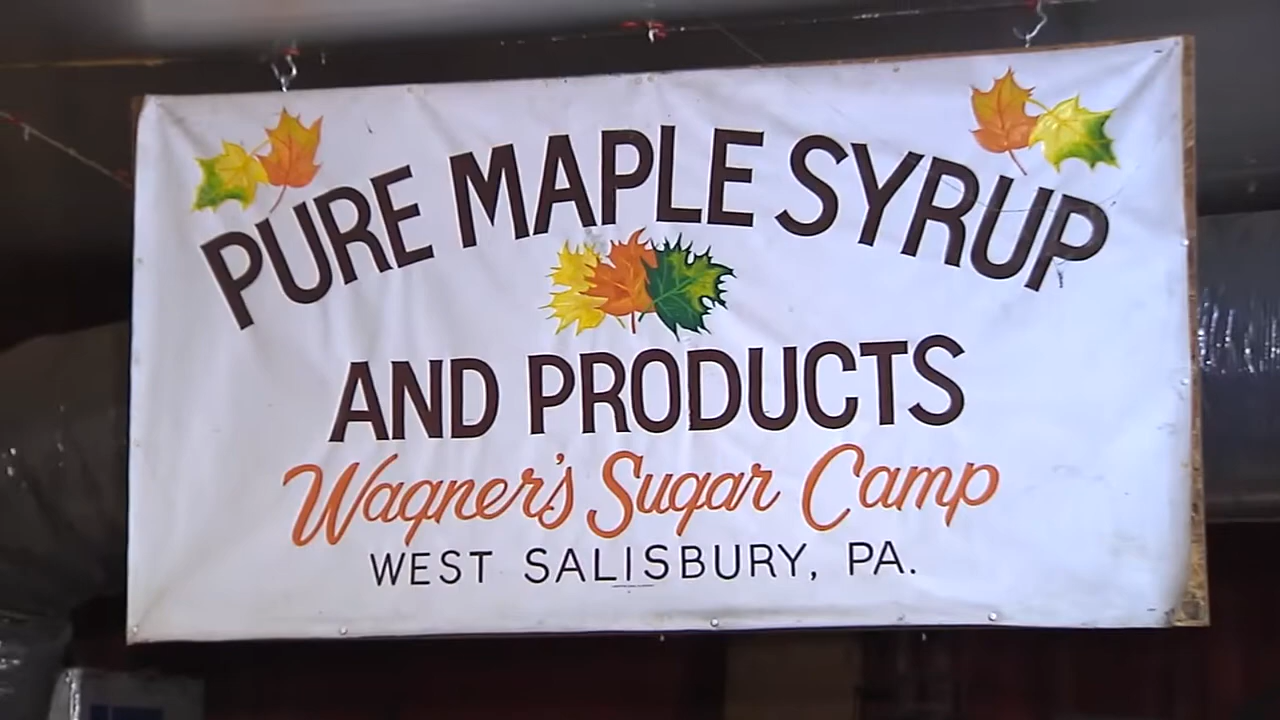 PURE MAPLE SYRUP
AND PRODUCTS
Wagner's Sugar Camp
WEST SALISBURY, PA.